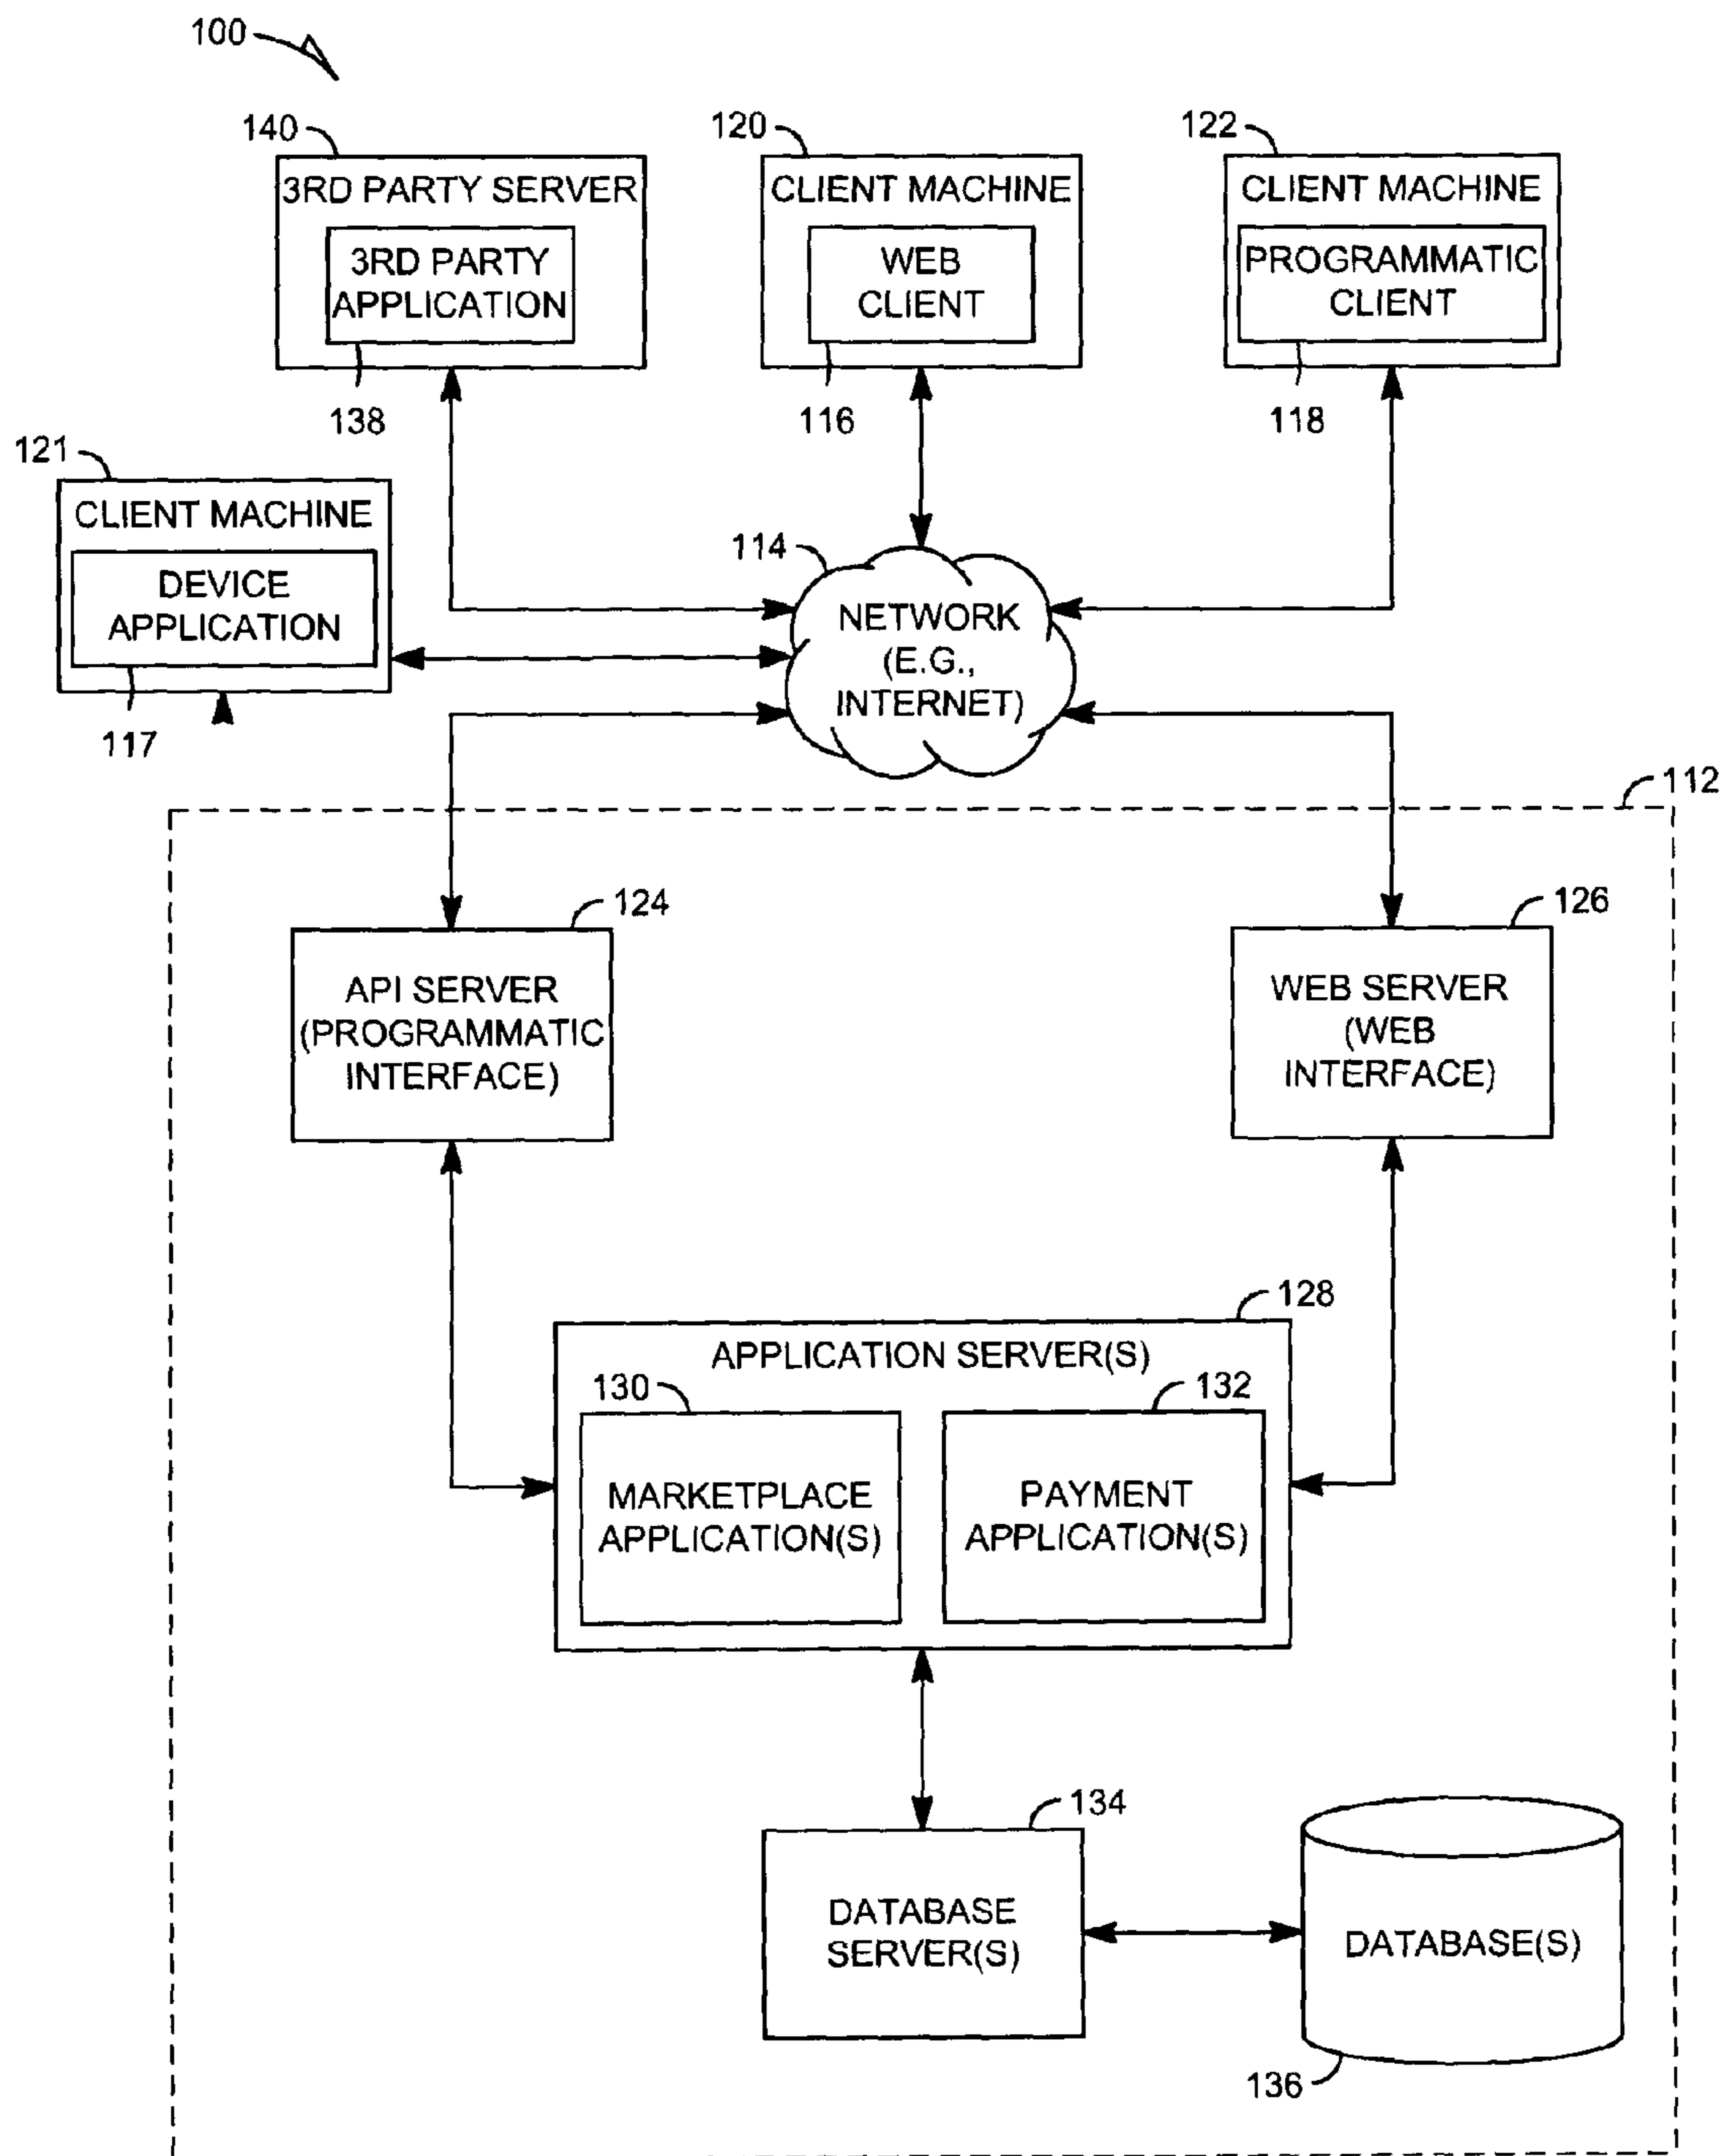 100
140
120
122
3RD PARTY SERVER
3RD PARTY
APPLICATION
138
CLIENT MACHINE
WEB
CLIENT
116
CLIENT MACHINE
PROGRAMMATIC
CLIENT
118
121
CLIENT MACHINE
DEVICE
APPLICATION
117
114
NETWORK
(E.G.,
INTERNET)
112
124
API SERVER
(PROGRAMMATIC
INTERFACE)
126
WEB SERVER
(WEB
INTERFACE)
128
APPLICATION SERVER(S)
130
MARKETPLACE
APPLICATION(S)
132
PAYMENT
APPLICATION(S)
134
DATABASE
SERVER(S)
DATABASE(S)
136